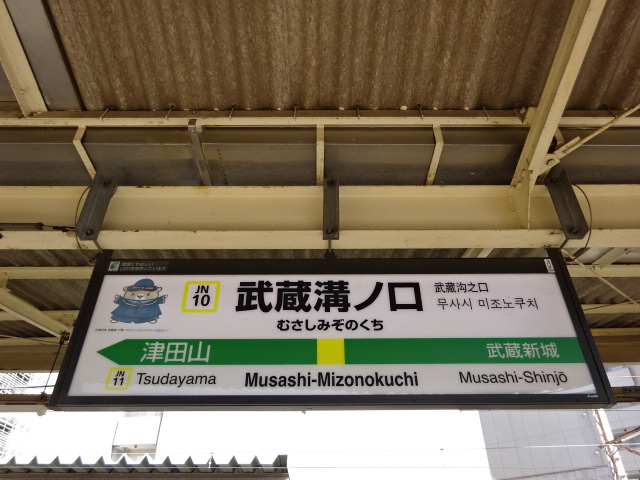 JN
10
武蔵溝ノ口
むさしみぞのくち
武藏沟之口
무사시 미조노쿠치
津田山
武蔵新城
JN
11
Tsudayama
Musashi-Mizonokuchi
Musashi-Shinjō